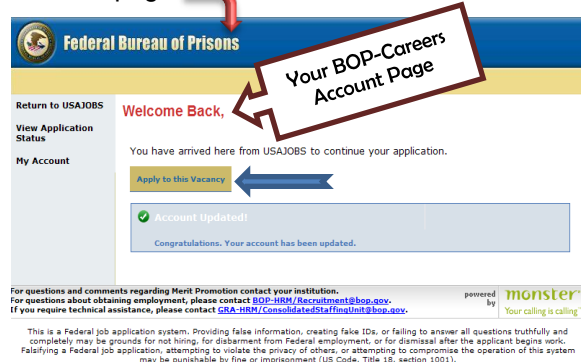 Federal Bureau of Prisons
Your BOP-Careers
Account Page
Return to USAJOBS
View Application
Status
My Account
Welcome Back,
You have arrived here from USAJOBS to continue your application.
Apply to this Vacancy
Account Updated!
Congratulations. Your account has been updated.
For questions and comments regarding Merit Promotion contact your institution.
For questions about obtaining employment, please contact BOP-HRM/Recruitment@bop.gov.
If you require technical assistance, please contact GRA-HRM/ConsolidatedStaffingUnit@bop.gov.
powered
by
monster
Your calling is calling
This is a Federal job application system. Providing false information, creating fake IDs, or failing to answer all questions truthfully and
completely may be grounds for not hiring, for disbarment from Federal employment, or for dismissal after the applicant begins work.
Falsifying a Federal job application, attempting to violate the privacy of others, or attempting to compromise the operation of this system
may be punishable by fine or imprisonment (US Code, Title 18, section 1001).